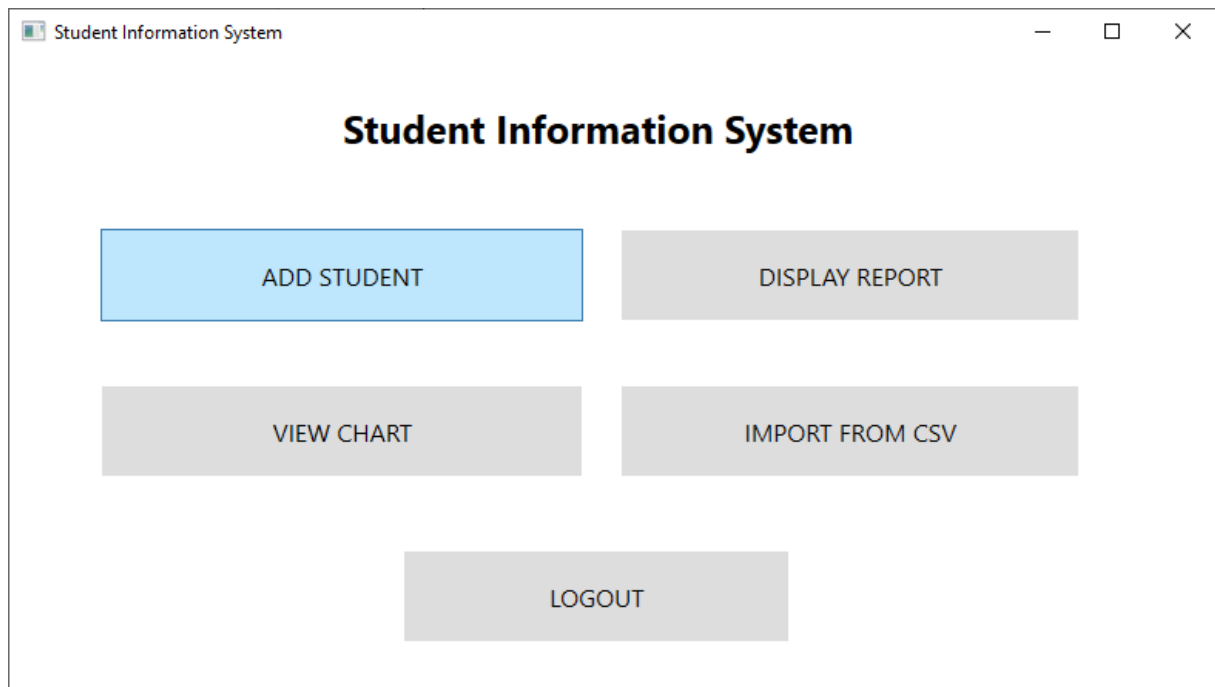 Student Information System
Student Information System
ADD STUDENT
DISPLAY REPORT
VIEW CHART
IMPORT FROM CSV
LOGOUT